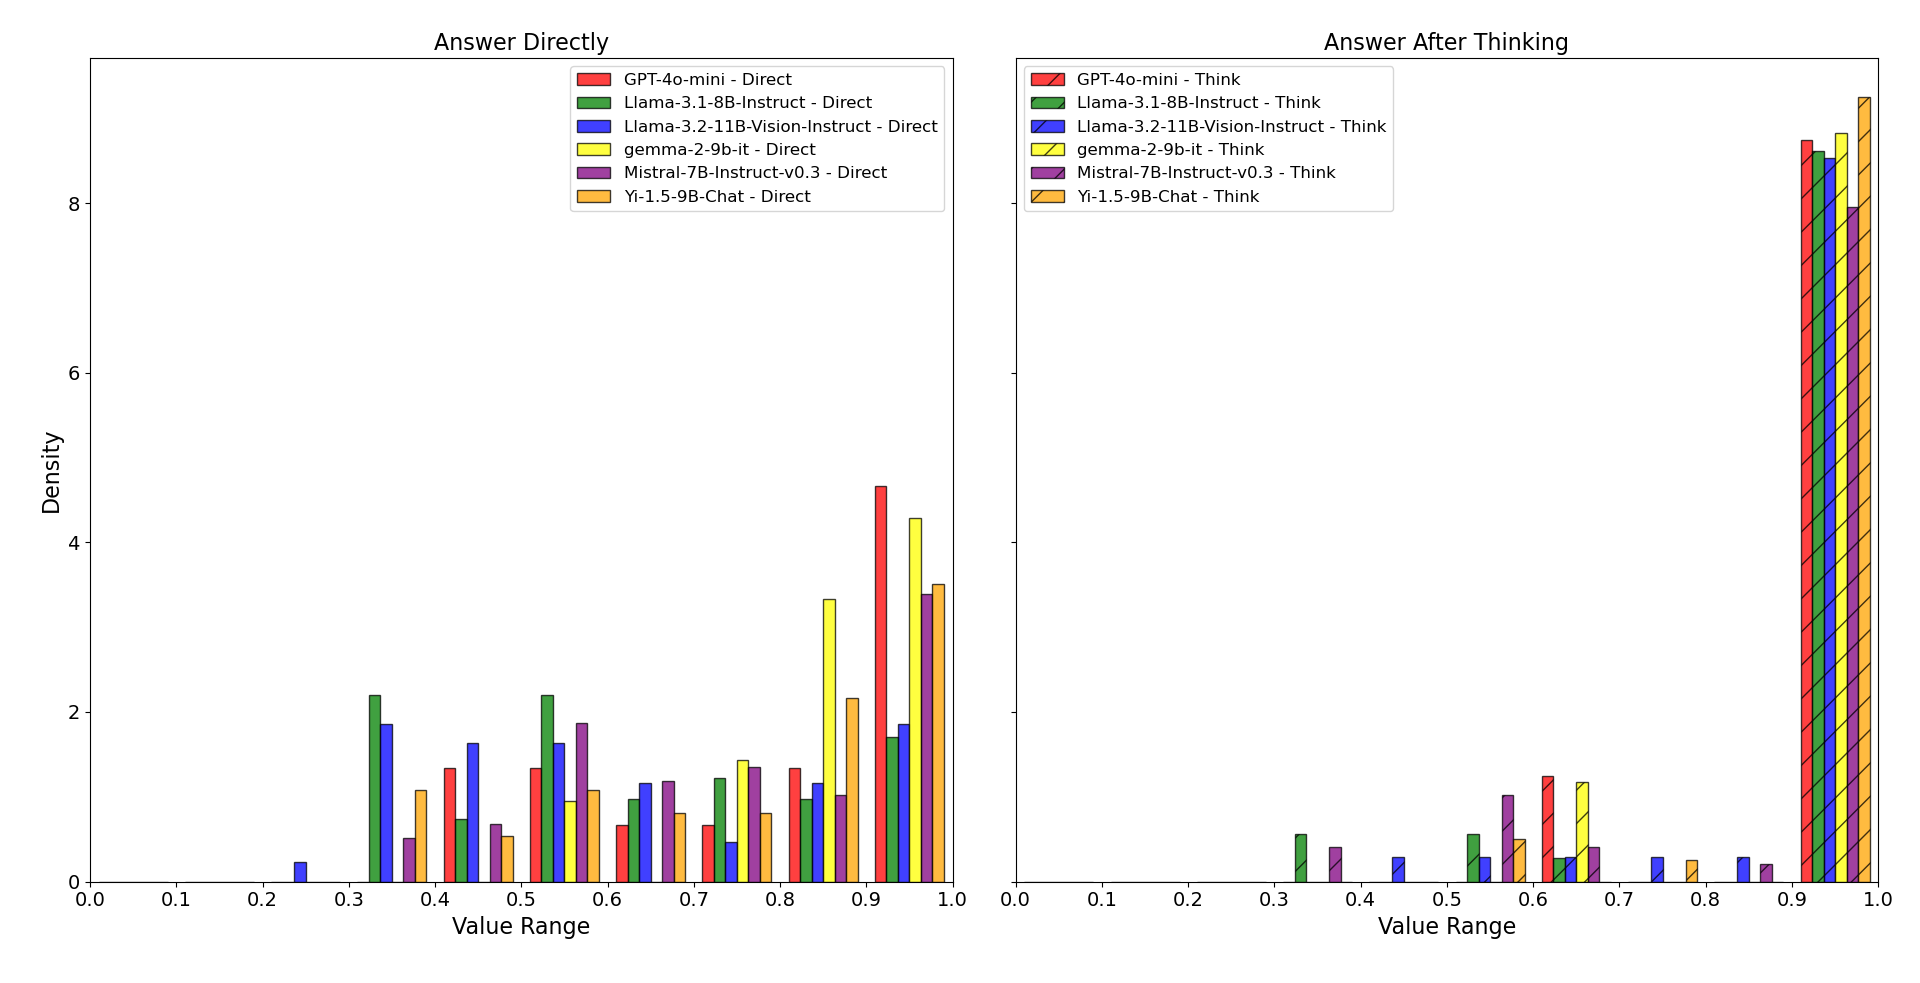 Answer Directly
GPT-4o-mini - Direct
Llama-3.1-8B-Instruct - Direct
Llama-3.2-11B-Vision-Instruct - Direct
gemma-2-9b-it - Direct
Mistral-7B-Instruct-v0.3 - Direct
Yi-1.5-9B-Chat - Direct
Density
8
6
4
2
0
0.0 0.1 0.2 0.3 0.4 0.5 0.6 0.7 0.8 0.9 1.0
Value Range
Answer After Thinking
GPT-4o-mini - Think
Llama-3.1-8B-Instruct - Think
Llama-3.2-11B-Vision-Instruct - Think
gemma-2-9b-it - Think
Mistral-7B-Instruct-v0.3 - Think
Yi-1.5-9B-Chat - Think
0.0 0.1 0.2 0.3 0.4 0.5 0.6 0.7 0.8 0.9 1.0
Value Range